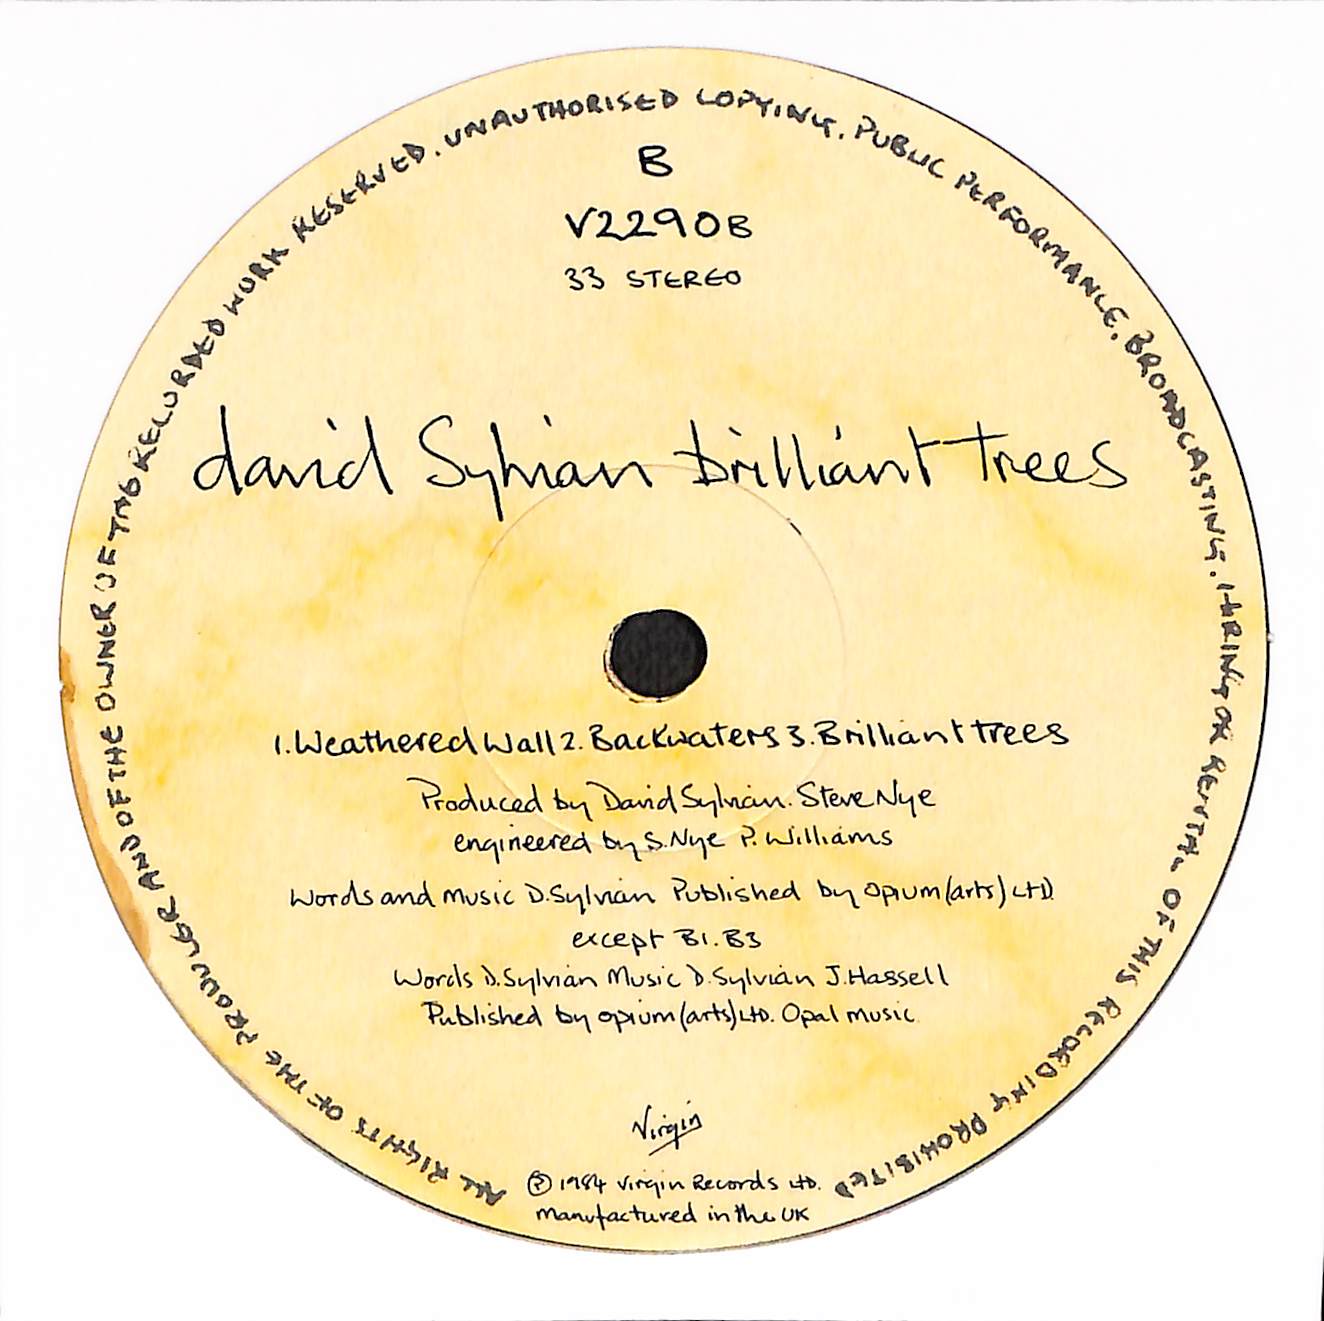 B
V2290B
33 STEREO
david Sylvian brilliant trees
1. Weathered Wall 2. Backwaters 3. Brilliant trees
Produced by David Sylvian. Steve Nye
engineered by S. Nye P. Williams
Words and Music D. Sylvian Published by opium (arts) LTD.
except B1. B3
Words D. Sylvian Music D. Sylvian J. Hassell
Published by opium (arts) LTD. Opal music.
Virgin
Ⓟ 1984 Virgin Records LTD.
manufactured in the UK
ALL RIGHTS OF THE PRODUCER AND OF THE OWNER OF THE RECORDED WORK RESERVED. UNAUTHORISED COPYING. PUBLIC PERFORMANCE. BROADCASTING. HIRING OR RENTAL OF THIS RECORDING PROHIBITED